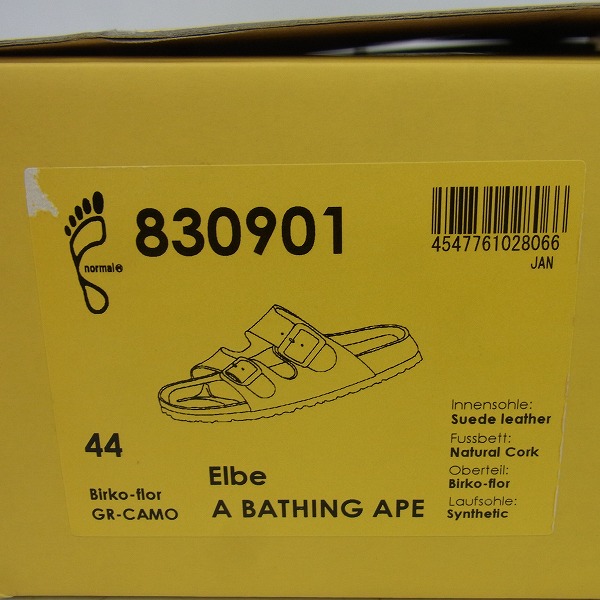 830901
4547761028066
JAN
normal®
44
Birko-flor
GR-CAMO
Elbe
A BATHING APE
Innensohle:
Suede leather
Fussbett:
Natural Cork
Oberteil:
Birko-flor
Laufsohle:
Synthetic